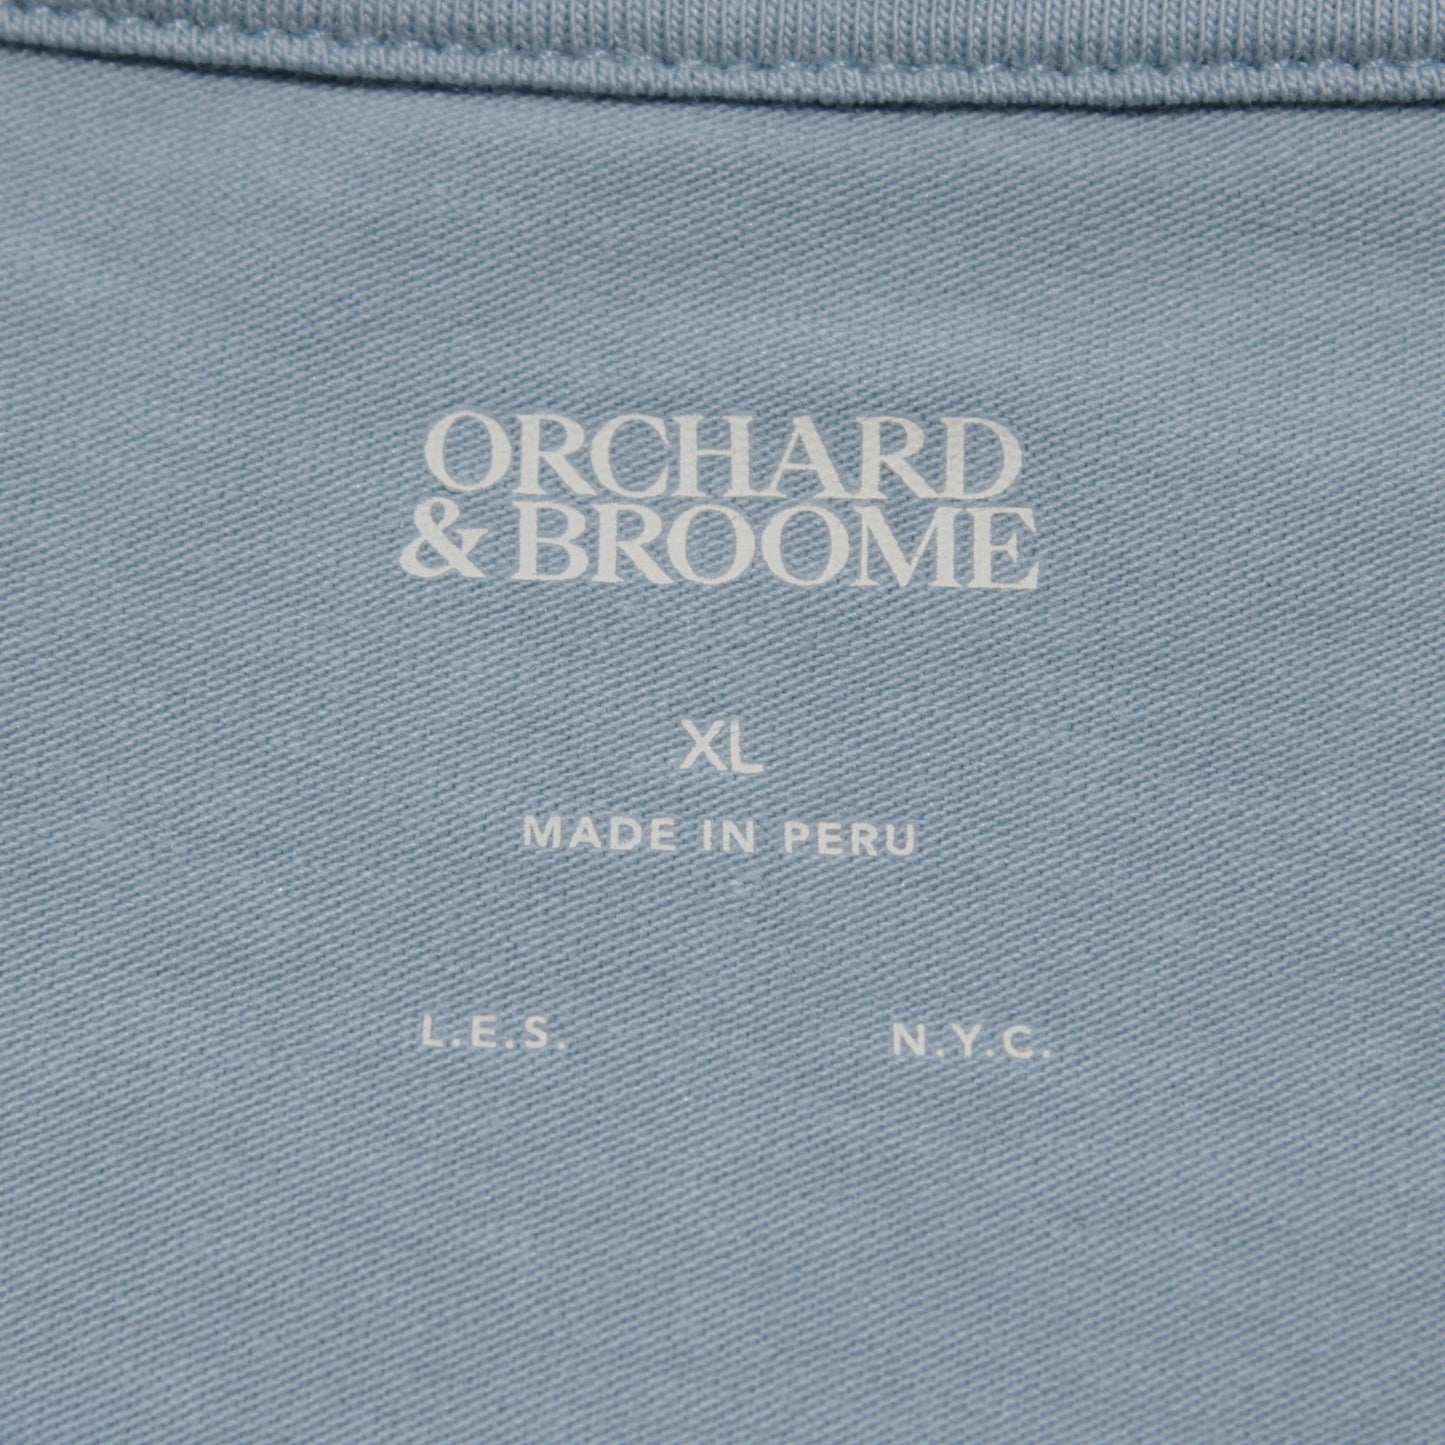 ORCHARD
& BROOME
XL
MADE IN PERU
L.E.S. N.Y.C.